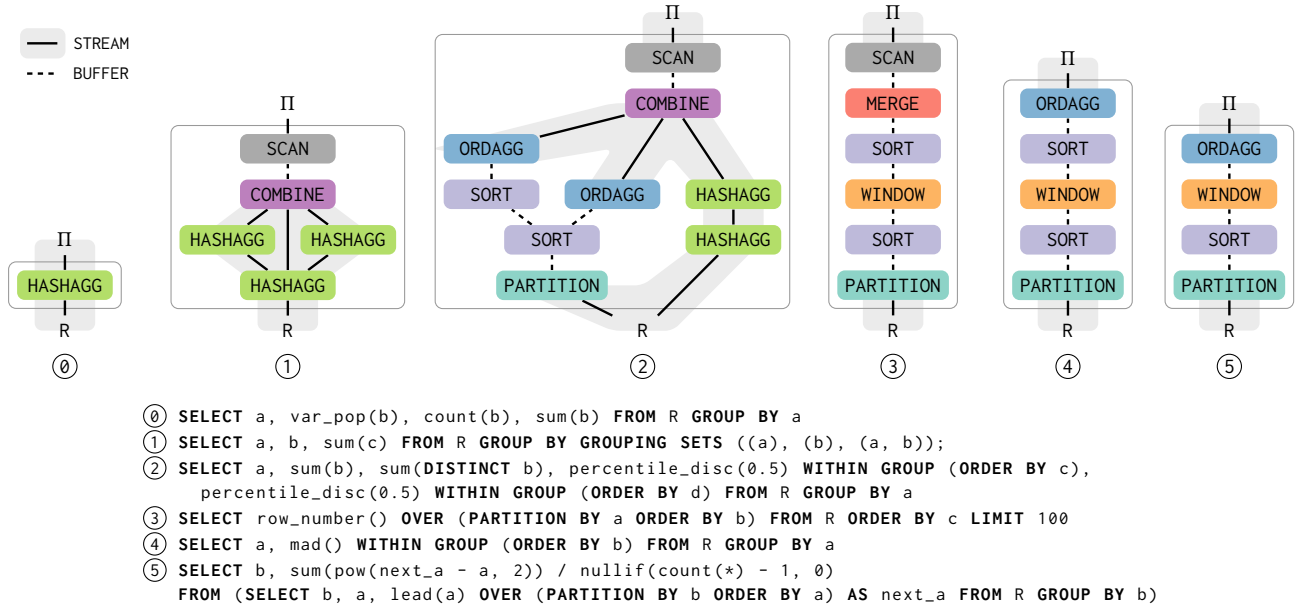 STREAM
BUFFER
Π
HASHAGG
R
⓪
Π
SCAN
COMBINE
HASHAGG HASHAGG
HASHAGG
R
①
Π
SCAN
COMBINE
ORDAGG
SORT ORDAGG HASHAGG
SORT HASHAGG
PARTITION
R
②
Π
SCAN
MERGE
SORT
WINDOW
SORT
PARTITION
R
③
Π
ORDAGG
SORT
WINDOW
SORT
PARTITION
R
④
Π
ORDAGG
WINDOW
SORT
PARTITION
R
⑤
⓪ SELECT a, var_pop(b), count(b), sum(b) FROM R GROUP BY a
① SELECT a, b, sum(c) FROM R GROUP BY GROUPING SETS ((a), (b), (a, b));
② SELECT a, sum(b), sum(DISTINCT b), percentile_disc(0.5) WITHIN GROUP (ORDER BY c),
percentile_disc(0.5) WITHIN GROUP (ORDER BY d) FROM R GROUP BY a
③ SELECT row_number() OVER (PARTITION BY a ORDER BY b) FROM R ORDER BY c LIMIT 100
④ SELECT a, mad() WITHIN GROUP (ORDER BY b) FROM R GROUP BY a
⑤ SELECT b, sum(pow(next_a - a, 2)) / nullif(count(*) - 1, 0)
FROM (SELECT b, a, lead(a) OVER (PARTITION BY b ORDER BY a) AS next_a FROM R GROUP BY b)